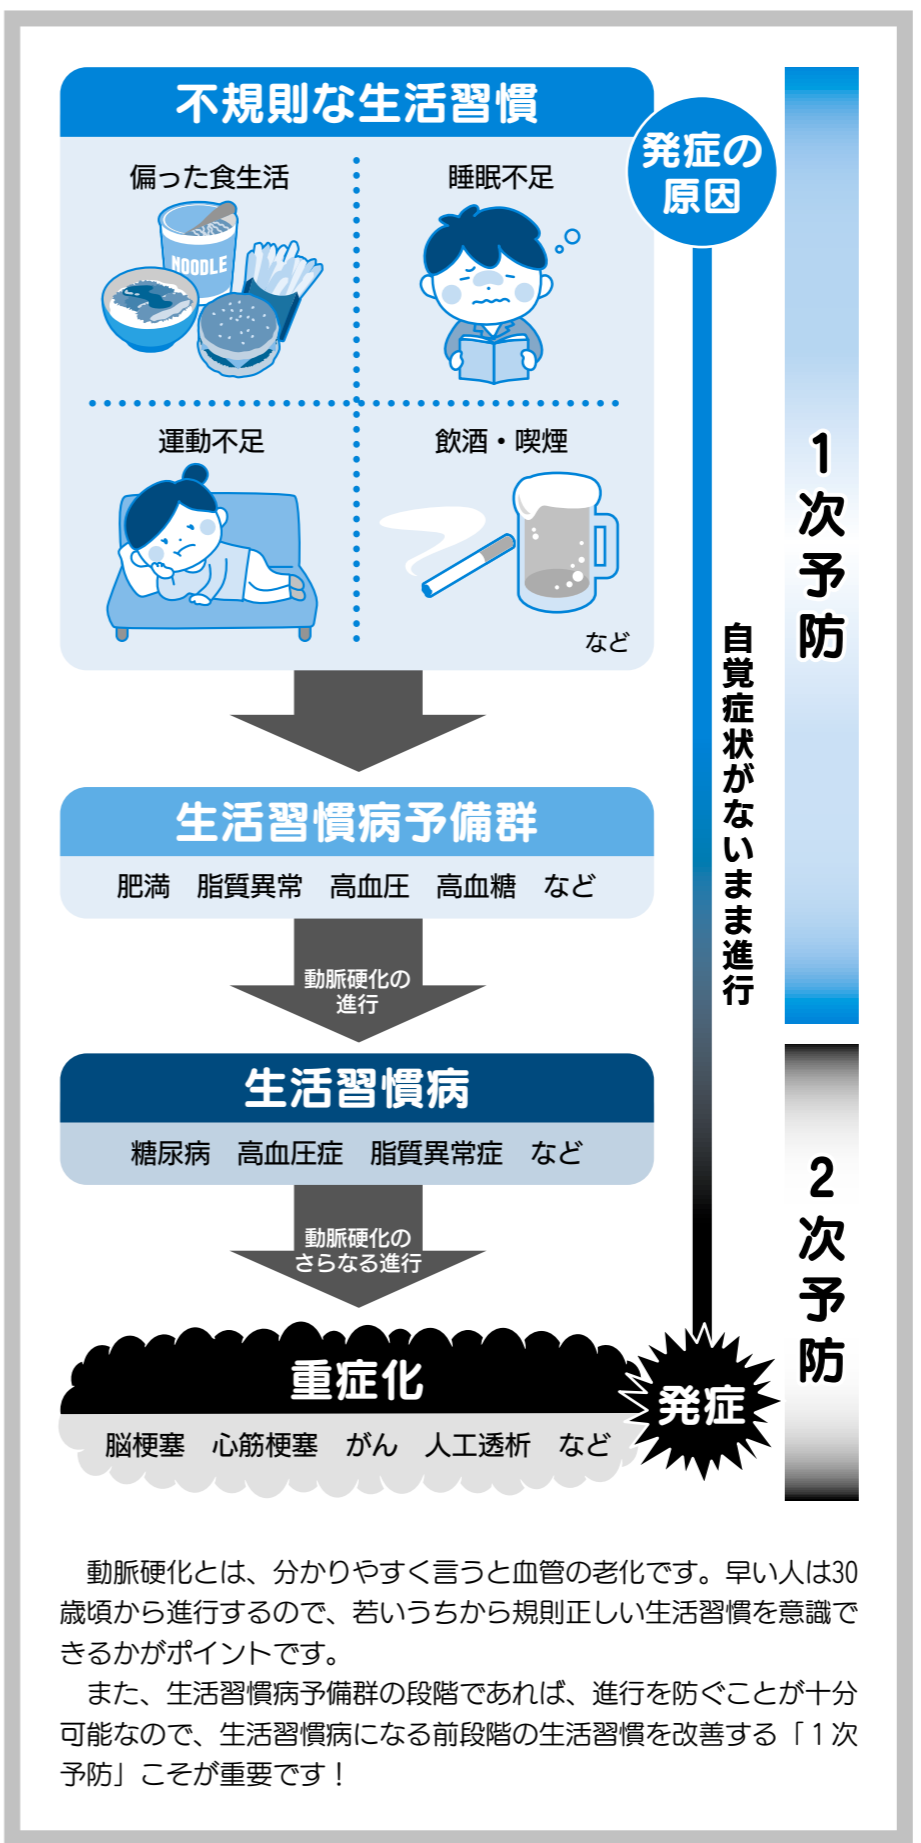 不規則な生活習慣
発症の
原因
偏った食生活
睡眠不足
NOODLE
運動不足
飲酒・喫煙
など
生活習慣病予備群
肥満　脂質異常　高血圧　高血糖　など
動脈硬化の
進行
生活習慣病
糖尿病　高血圧症　脂質異常症　など
動脈硬化の
さらなる進行
重症化
脳梗塞　心筋梗塞　がん　人工透析　など
発症
自覚症状がないまま進行
1次予防
2次予防
動脈硬化とは、分かりやすく言うと血管の老化です。早い人は30
歳頃から進行するので、若いうちから規則正しい生活習慣を意識で
きるかがポイントです。
また、生活習慣病予備群の段階であれば、進行を防ぐことが十分
可能なので、生活習慣病になる前段階の生活習慣を改善する「１次
予防」こそが重要です！